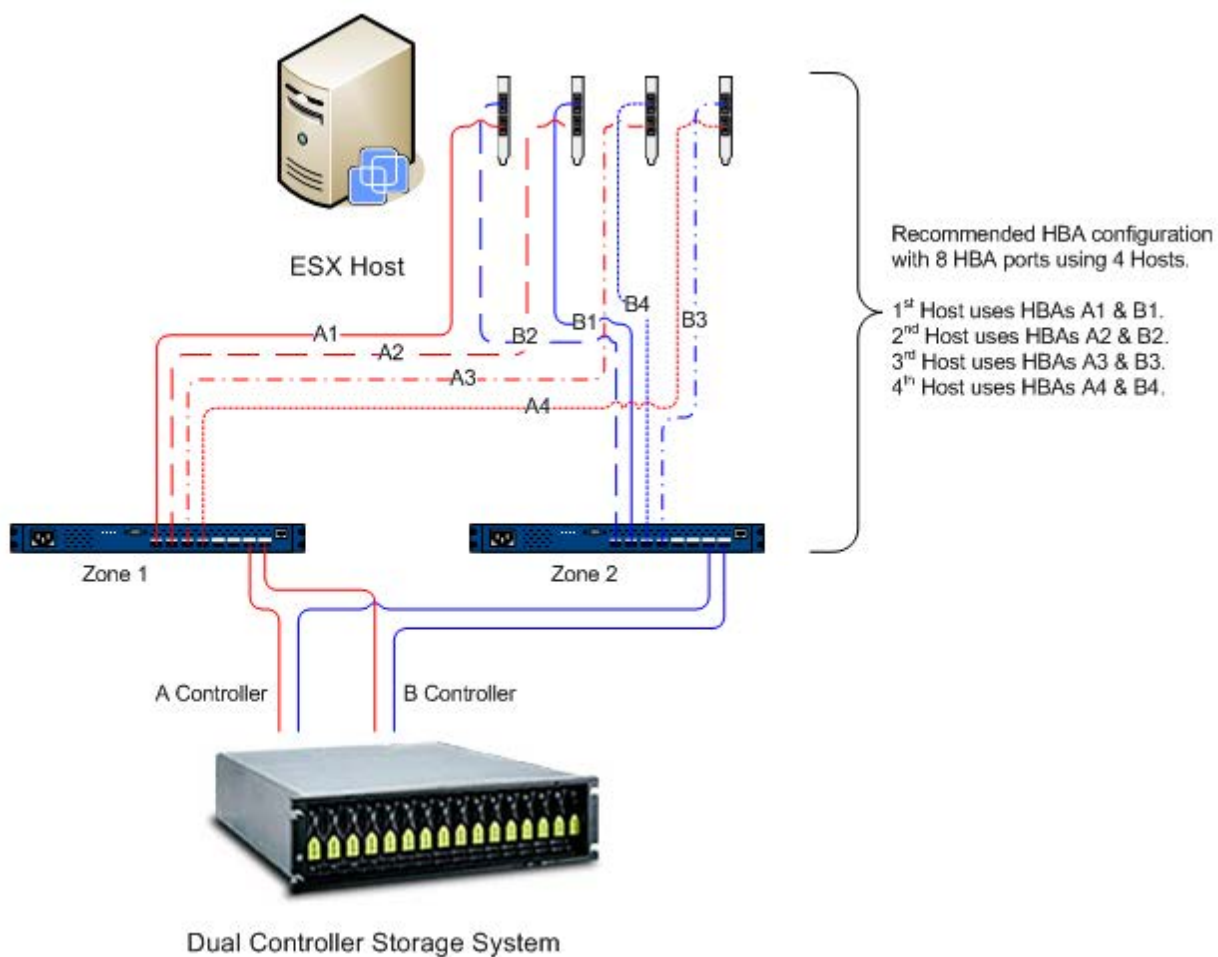 ESX Host
A1
A2
A3
A4
B2
B1
B4
B3
Recommended HBA configuration
with 8 HBA ports using 4 Hosts.
1st Host uses HBAs A1 & B1.
2nd Host uses HBAs A2 & B2.
3rd Host uses HBAs A3 & B3.
4th Host uses HBAs A4 & B4.
Zone 1
Zone 2
A Controller
B Controller
Dual Controller Storage System